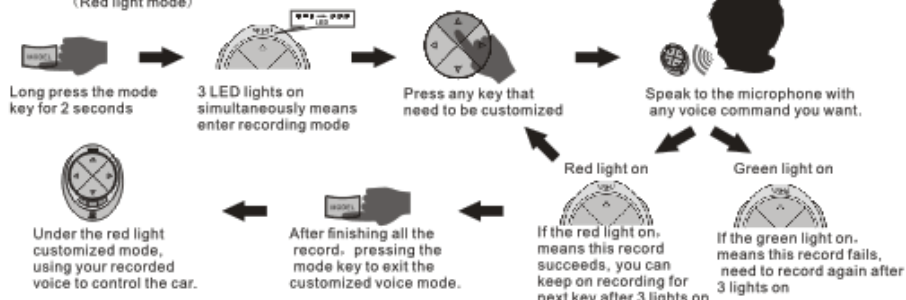 (Red light mode)
LED
MODEL
Long press the mode
key for 2 seconds
3 LED lights on
simultaneously means
enter recording mode
Press any key that
need to be customized
Speak to the microphone with
any voice command you want.
Red light on
If the red light on,
means this record
succeeds, you can
keep on recording for
next key after 3 lights on
Green light on
If the green light on,
means this record fails,
need to record again after
3 lights on
MODEL
After finishing all the
record, pressing the
mode key to exit the
customized voice mode.
Under the red light
customized mode,
using your recorded
voice to control the car.